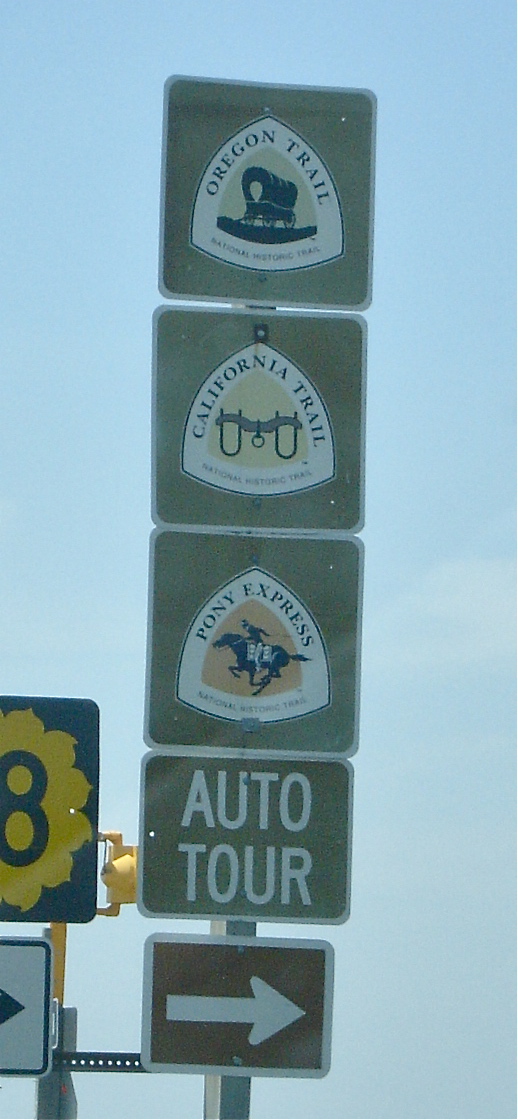 OREGON TRAIL
NATIONAL HISTORIC TRAIL
CALIFORNIA TRAIL
NATIONAL HISTORIC TRAIL
PONY EXPRESS
NATIONAL HISTORIC TRAIL
8
AUTO
TOUR